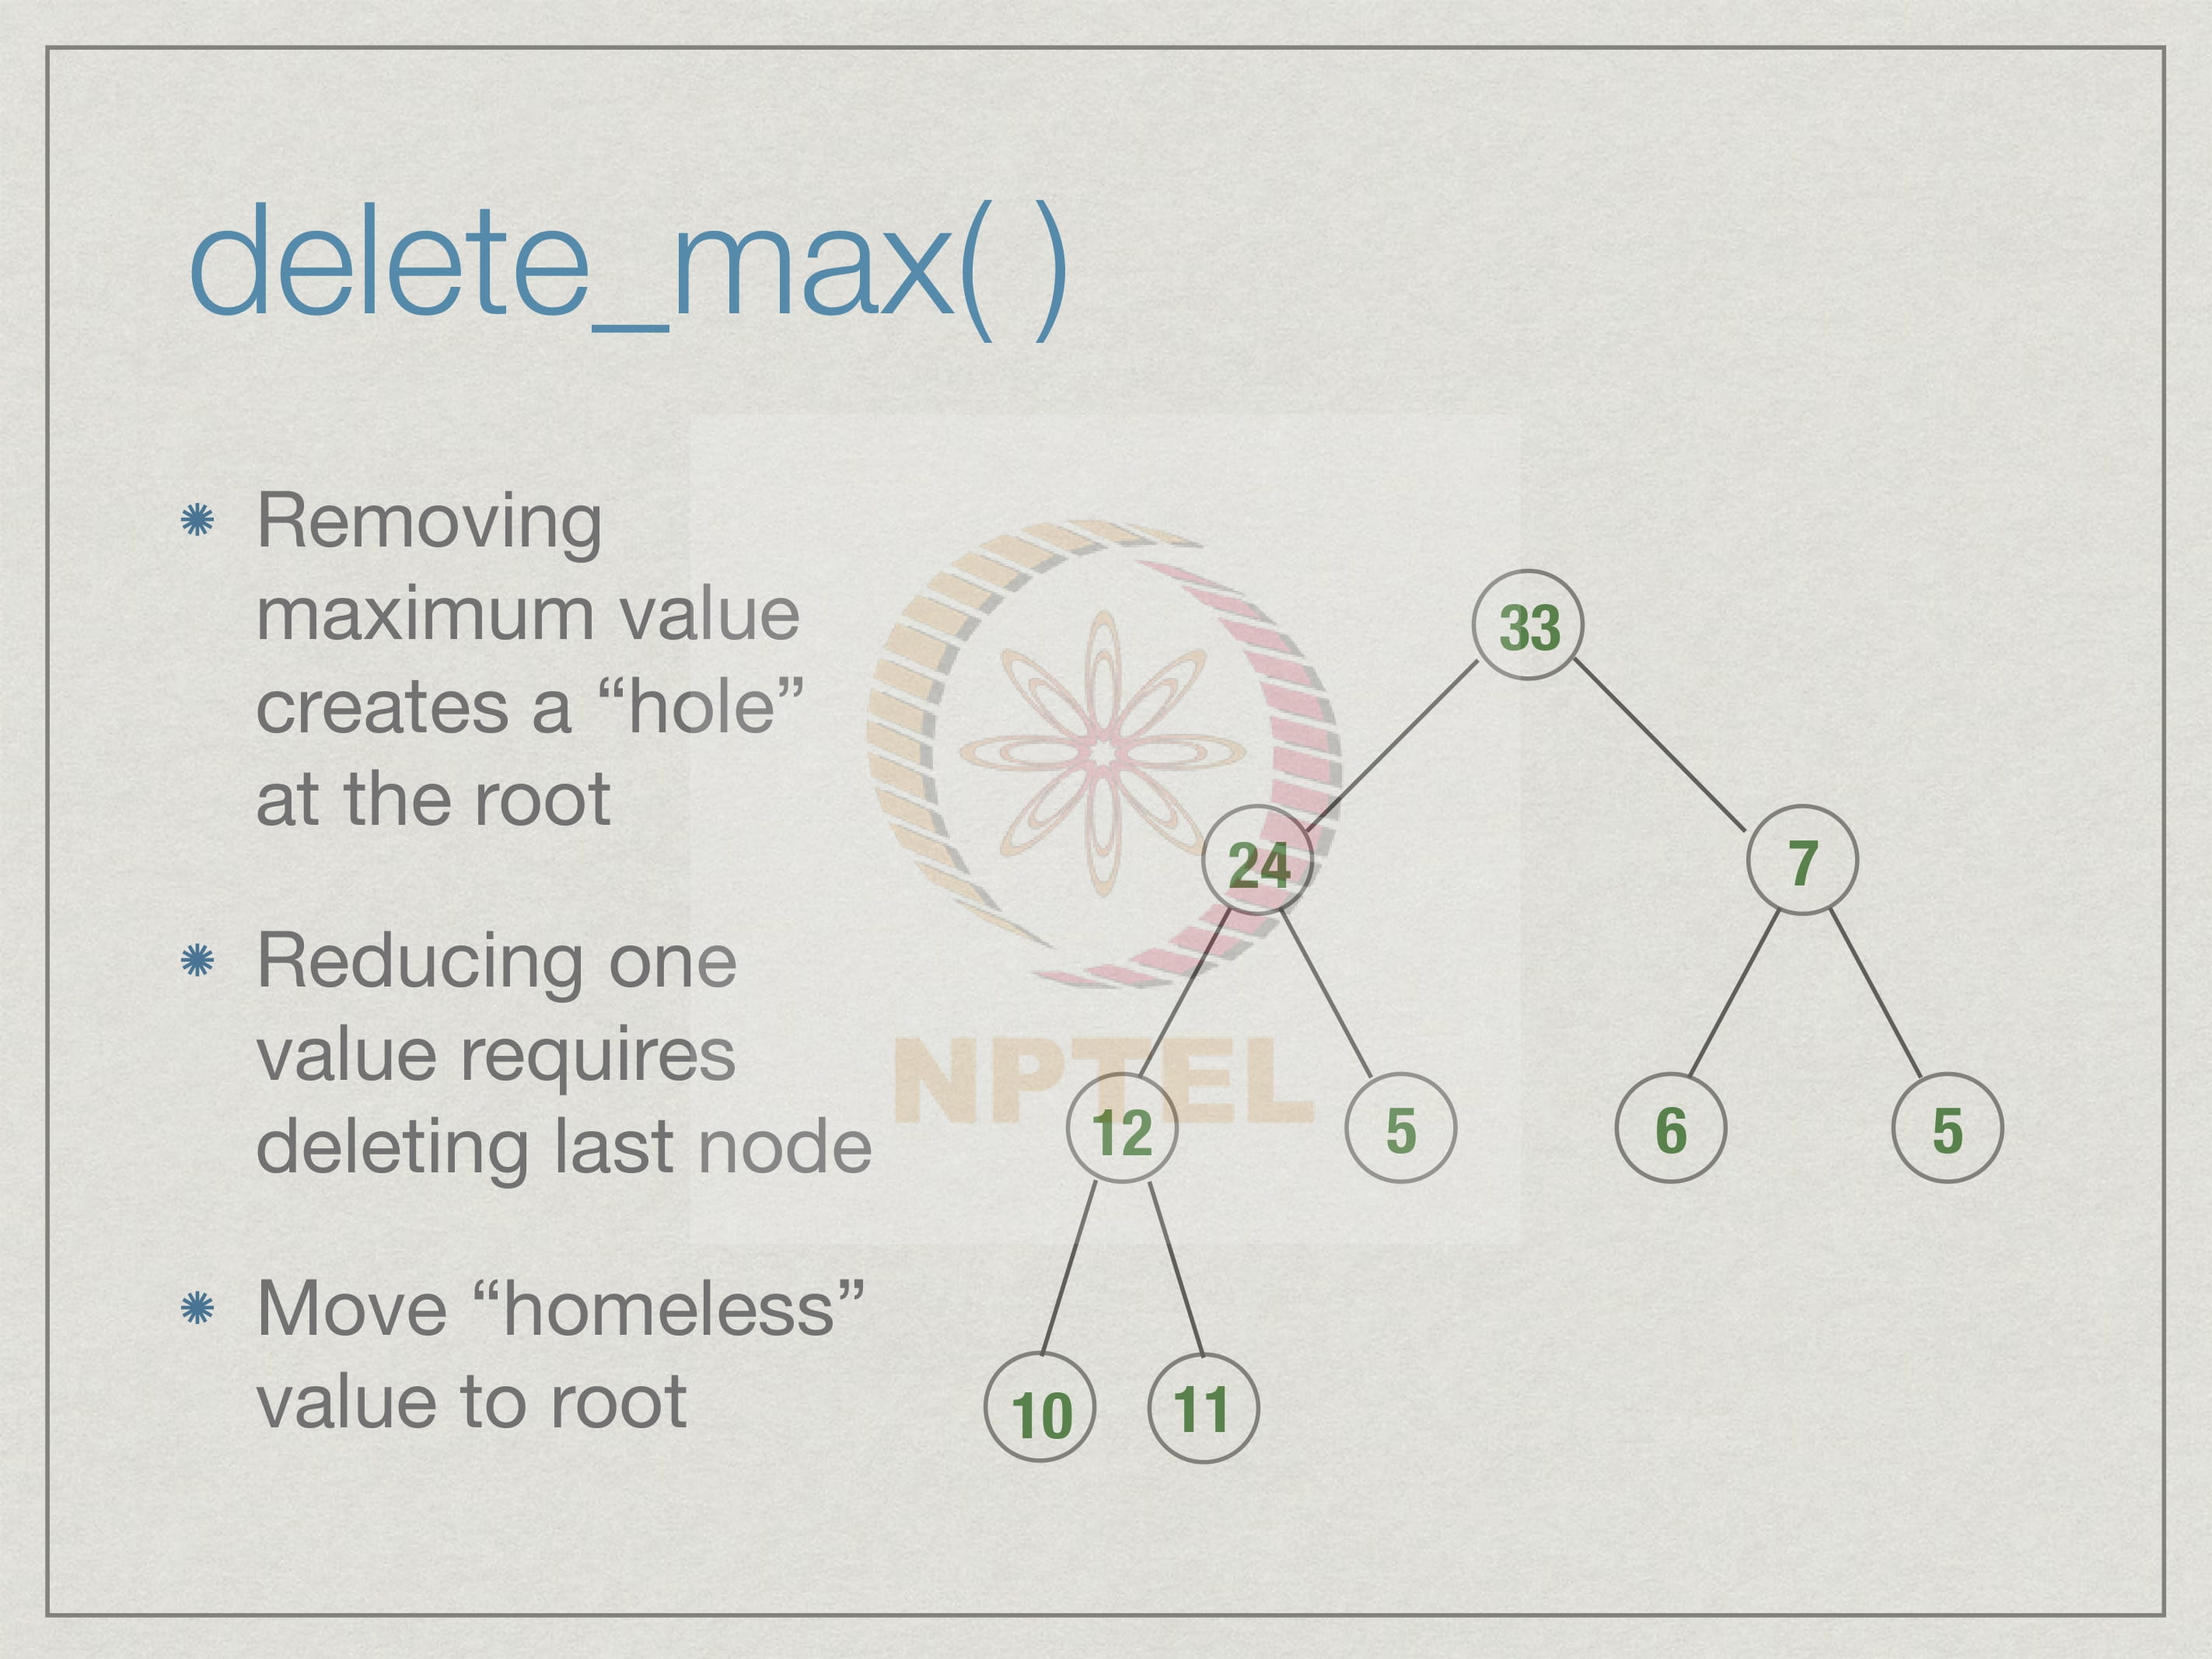 delete_max( )
Removing
maximum value
creates a “hole”
at the root
Reducing one
value requires
deleting last node
Move “homeless”
value to root
33
24
7
12
5
6
5
10
11
NPTEL